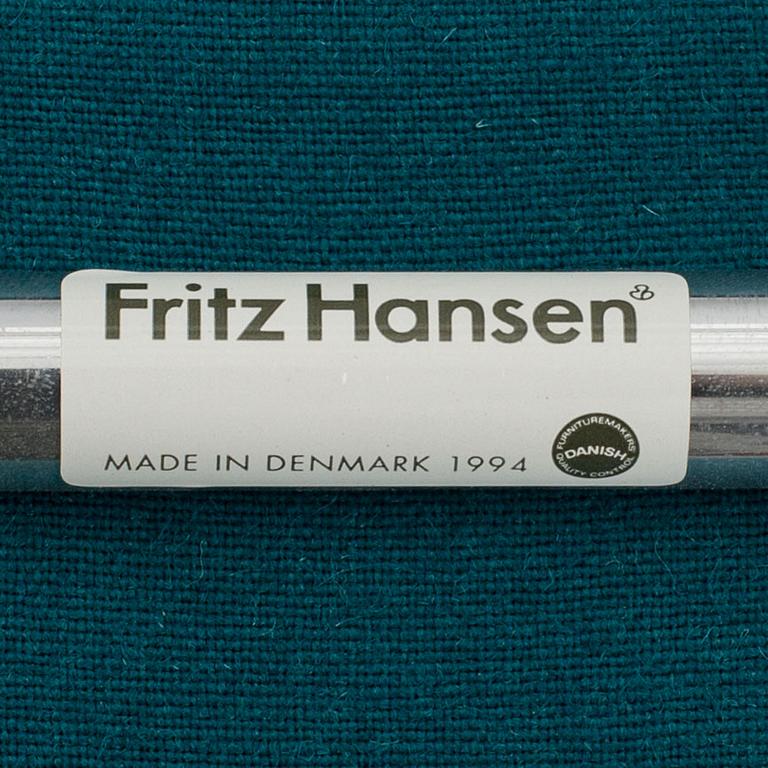 Fritz Hansen
MADE IN DENMARK 1994
FURNITUREMAKERS
DANISH
QUALITY CONTROL